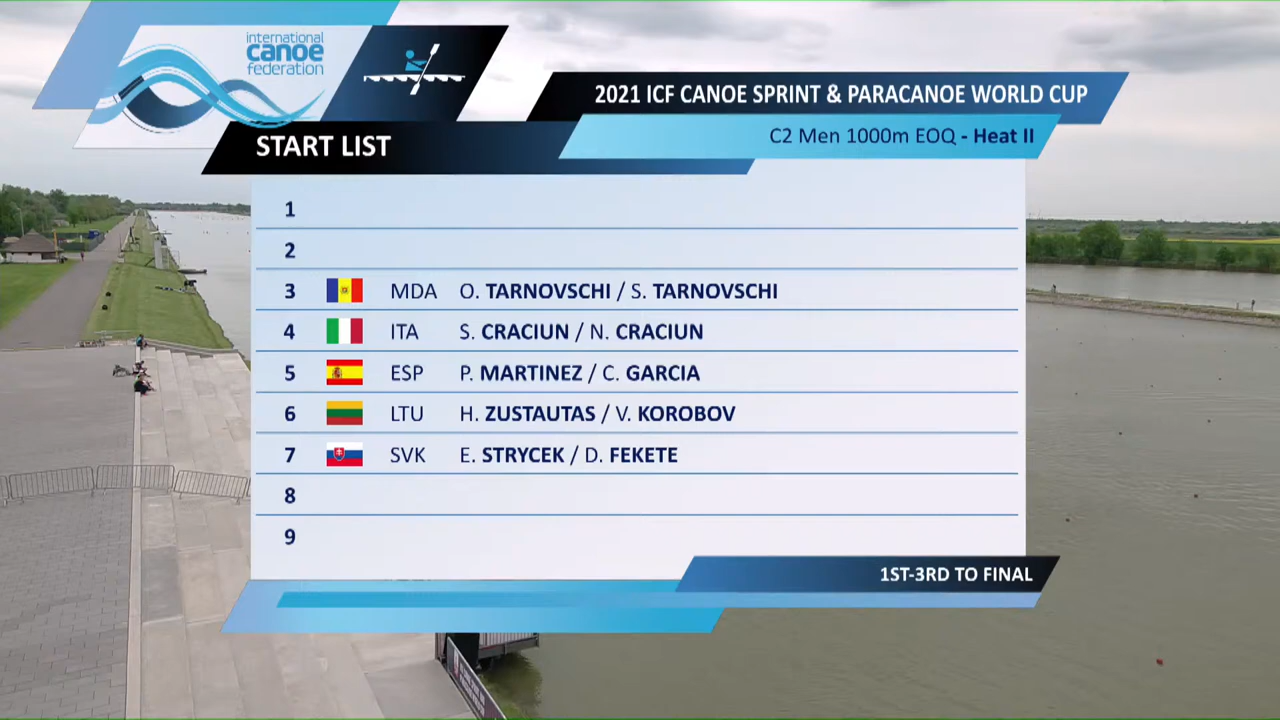 international
canoe
federation
2021 ICF CANOE SPRINT & PARACANOE WORLD CUP
C2 Men 1000m EOQ - Heat II
START LIST
1
2
3 MDA O. TARNOVSCHI / S. TARNOVSCHI
4 ITA S. CRACIUN / N. CRACIUN
5 ESP P. MARTINEZ / C. GARCIA
6 LTU H. ZUSTAUTAS / V. KOROBOV
7 SVK E. STRYCEK / D. FEKETE
8
9
1ST-3RD TO FINAL